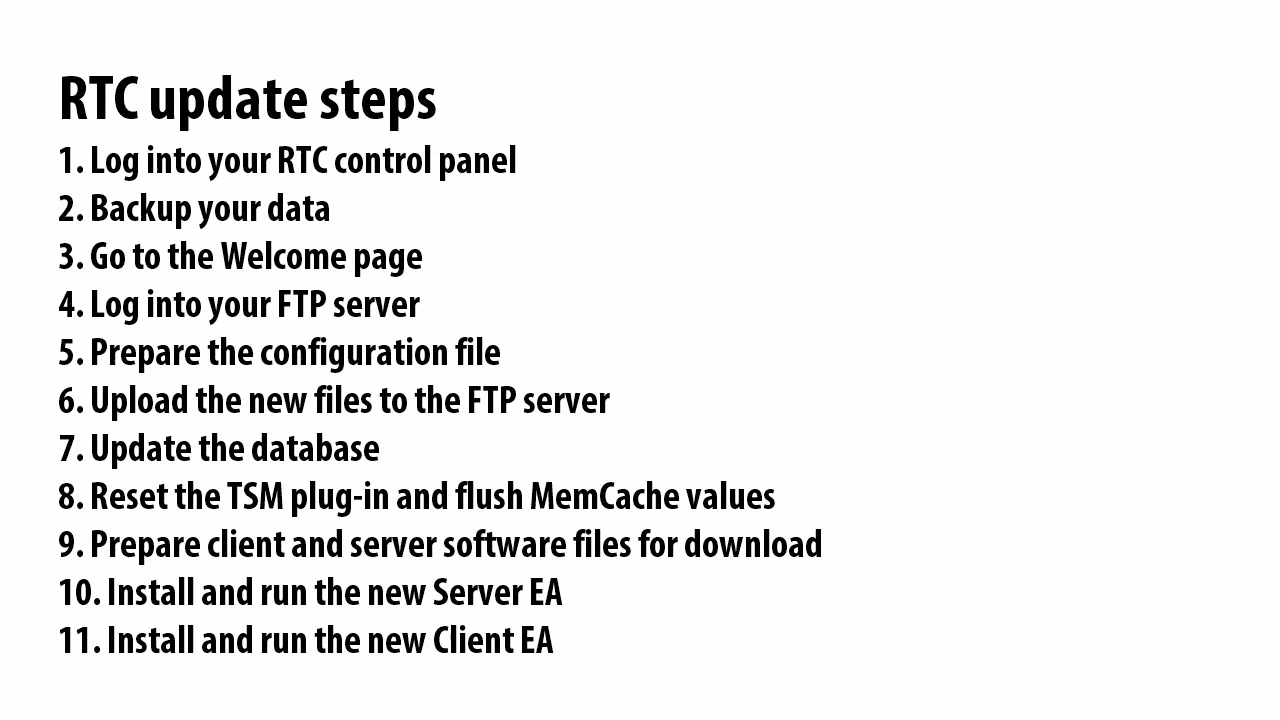 RTC update steps
1. Log into your RTC control panel
2. Backup your data
3. Go to the Welcome page
4. Log into your FTP server
5. Prepare the configuration file
6. Upload the new files to the FTP server
7. Update the database
8. Reset the TSM plug-in and flush MemCache values
9. Prepare client and server software files for download
10. Install and run the new Server EA
11. Install and run the new Client EA